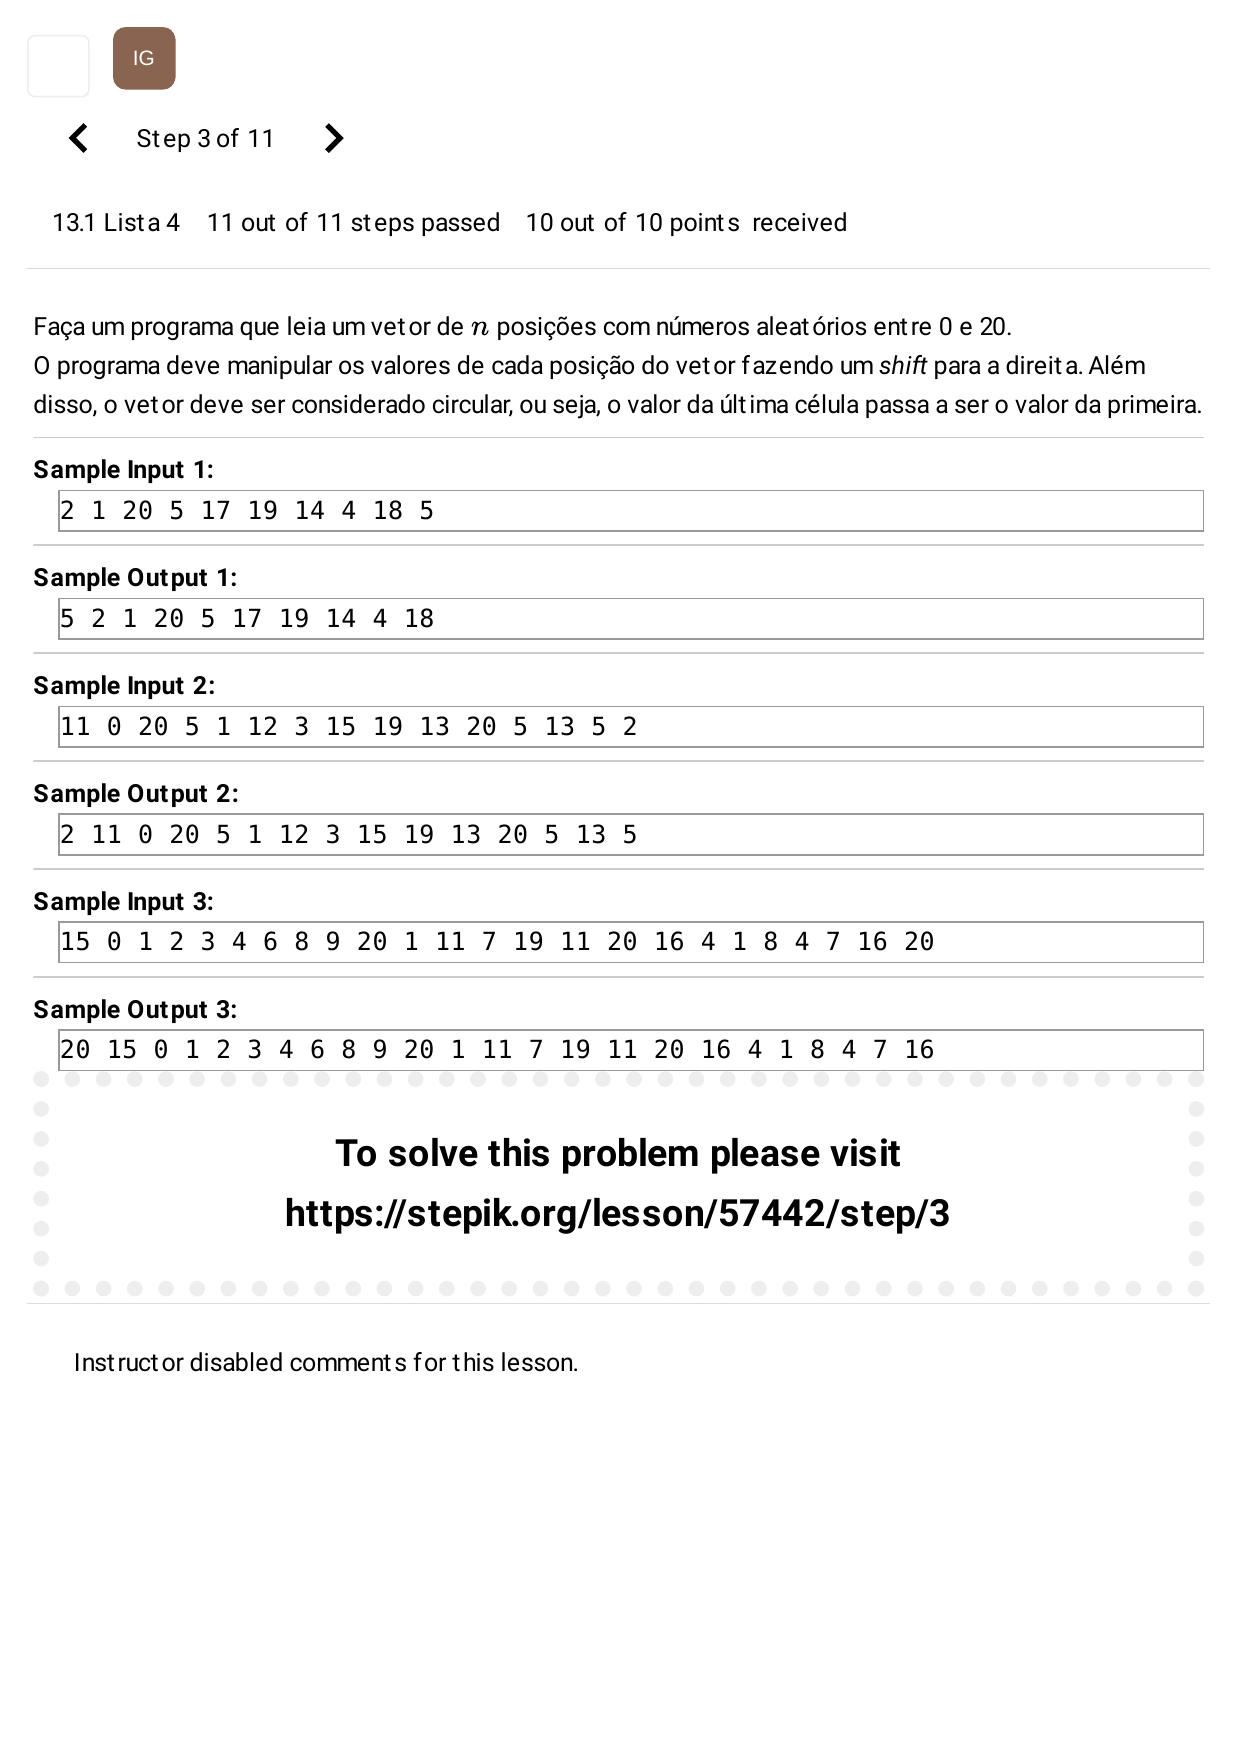 IG
Step 3 of 11
13.1 Lista 4 11 out of 11 steps passed 10 out of 10 points received
Faça um programa que leia um vetor de n posições com números aleatórios entre 0 e 20.
O programa deve manipular os valores de cada posição do vetor fazendo um shift para a direita. Além
disso, o vetor deve ser considerado circular, ou seja, o valor da última célula passa a ser o valor da primeira.
Sample Input 1:
2 1 20 5 17 19 14 4 18 5
Sample Output 1:
5 2 1 20 5 17 19 14 4 18
Sample Input 2:
11 0 20 5 1 12 3 15 19 13 20 5 13 5 2
Sample Output 2:
2 11 0 20 5 1 12 3 15 19 13 20 5 13 5
Sample Input 3:
15 0 1 2 3 4 6 8 9 20 1 11 7 19 11 20 16 4 1 8 4 7 16 20
Sample Output 3:
20 15 0 1 2 3 4 6 8 9 20 1 11 7 19 11 20 16 4 1 8 4 7 16
To solve this problem please visit
https://stepik.org/lesson/57442/step/3
Instructor disabled comments for this lesson.